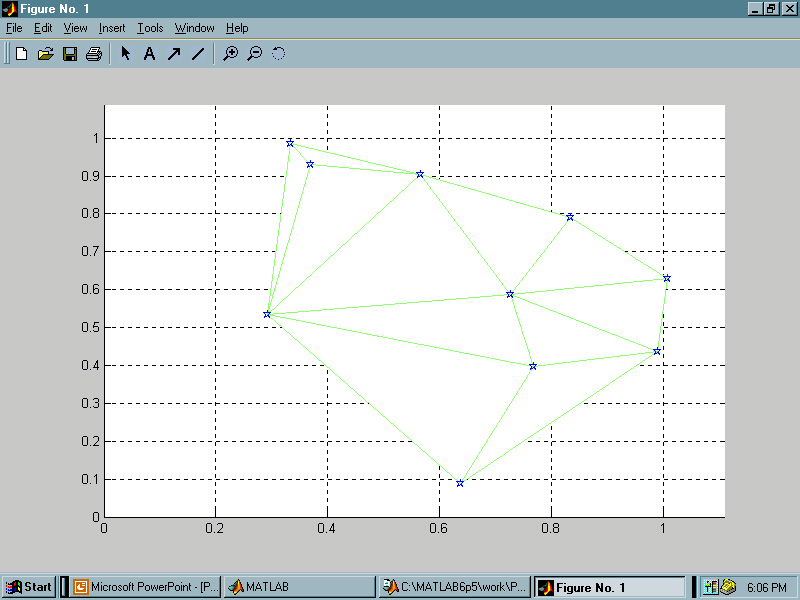 Figure No. 1
File Edit View Insert Tools Window Help
A
1
0.9
0.8
0.7
0.6
0.5
0.4
0.3
0.2
0.1
0
0 0.2 0.4 0.6 0.8 1
Start Microsoft PowerPoint - [P... MATLAB C:\MATLAB6p5\work\P... Figure No. 1 6:06 PM